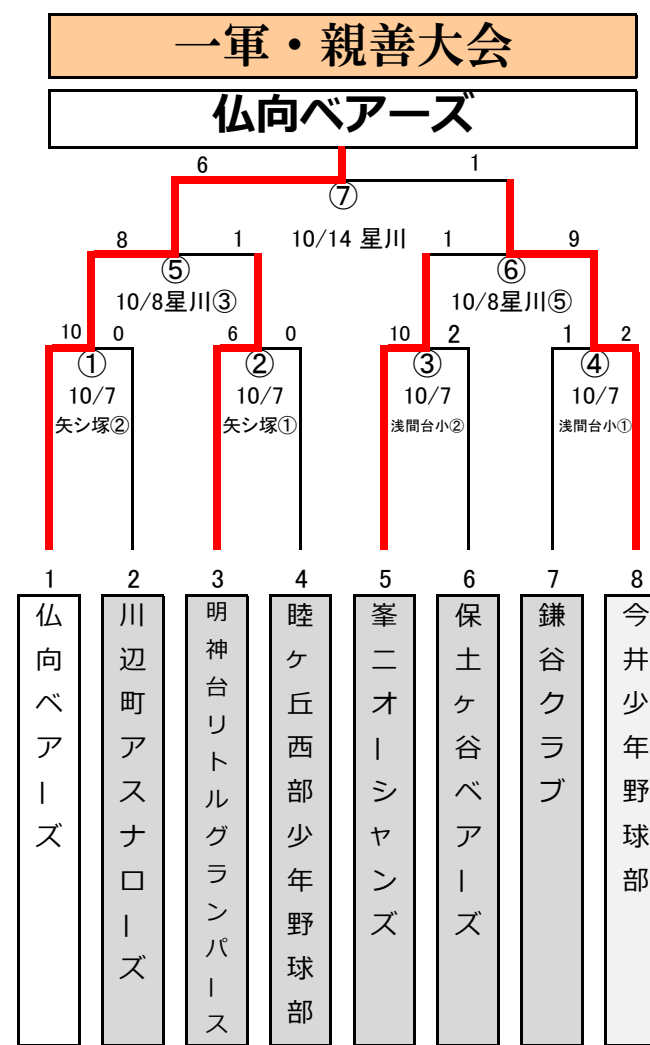 一軍・親善大会
仏向ベアーズ
6 1
⑦
10/14 星川
8 1 1 9
⑤ ⑥
10/8星川③ 10/8星川⑤
10 0 6 0 10 2 1 2
① ② ③ ④
10/7 10/7 10/7 10/7
矢シ塚② 矢シ塚① 浅間台小② 浅間台小①
1 2 3 4 5 6 7 8
仏向ベアーズ
川辺町アスナローズ
明神台リトルグランパース
睦ヶ丘西部少年野球部
峯二オーシャンズ
保土ヶ谷ベアーズ
鎌谷クラブ
今井少年野球部